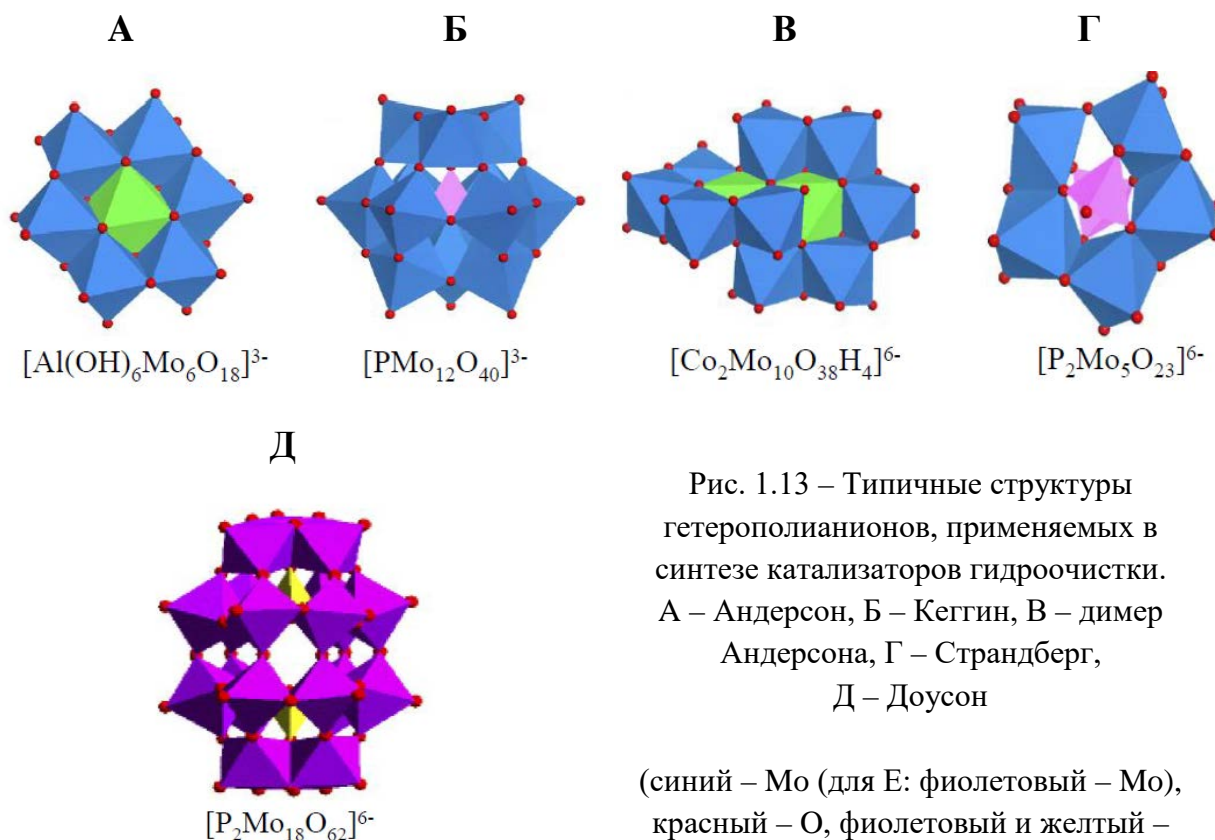 А Б В Г
[Al(OH)₆Mo₆O₁₈]³⁻ [PMo₁₂O₄₀]³⁻ [Co₂Mo₁₀O₃₈H₄]⁶⁻ [P₂Mo₅O₂₃]⁶⁻
Д
[P₂Mo₁₈O₆₂]⁶⁻
Рис. 1.13 – Типичные структуры
гетерополианионов, применяемых в
синтезе катализаторов гидроочистки.
А – Андерсон, Б – Кеггин, В – димер
Андерсона, Г – Страндберг,
Д – Доусон
(синий – Mo (для Е: фиолетовый – Mo),
красный – О, фиолетовый и желтый –